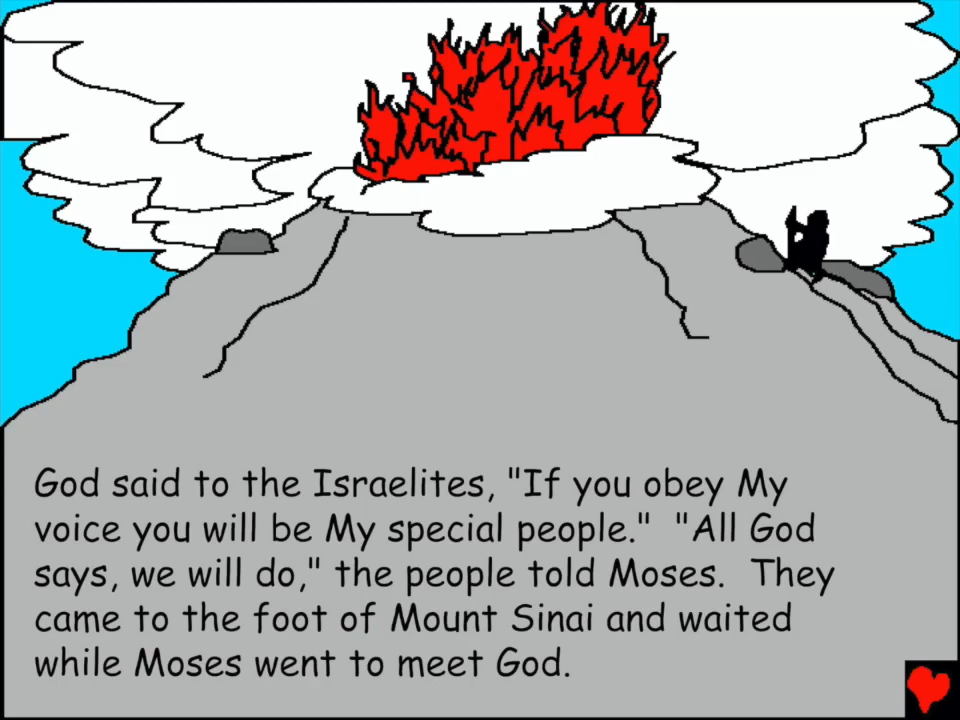 God said to the Israelites, "If you obey My
voice you will be My special people."  "All God
says, we will do," the people told Moses.  They
came to the foot of Mount Sinai and waited
while Moses went to meet God.